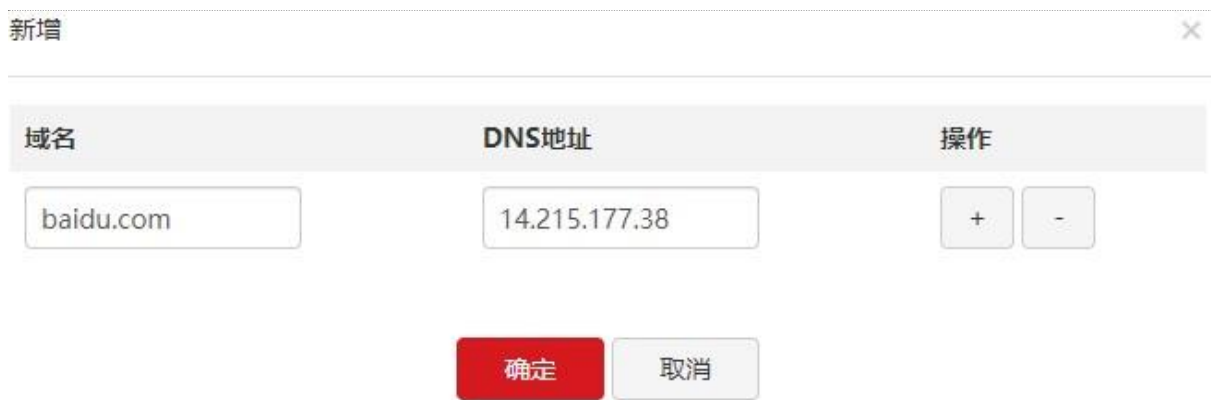 新增 ×
域名 DNS地址 操作
baidu.com 14.215.177.38 + -
确定 取消